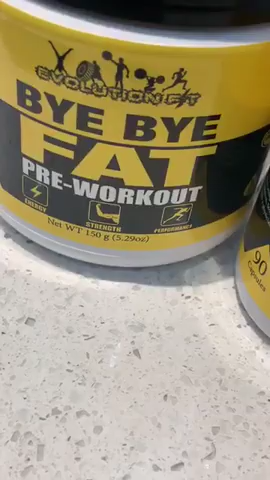 EVOLUTION FIT
BYE BYE
FAT
PRE-WORKOUT
ENERGY
STRENGTH
PERFORMANCE
Net WT 150 g (5.29oz)
90
Capsules